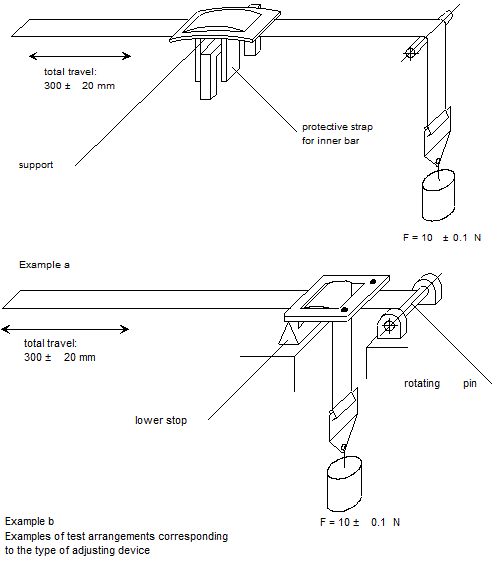 total travel:
300 ± 20 mm
protective strap
for inner bar
support
F = 10 ± 0.1 N
Example a
total travel:
300 ± 20 mm
rotating pin
lower stop
F = 10 ± 0.1 N
Example b
Examples of test arrangements corresponding
to the type of adjusting device